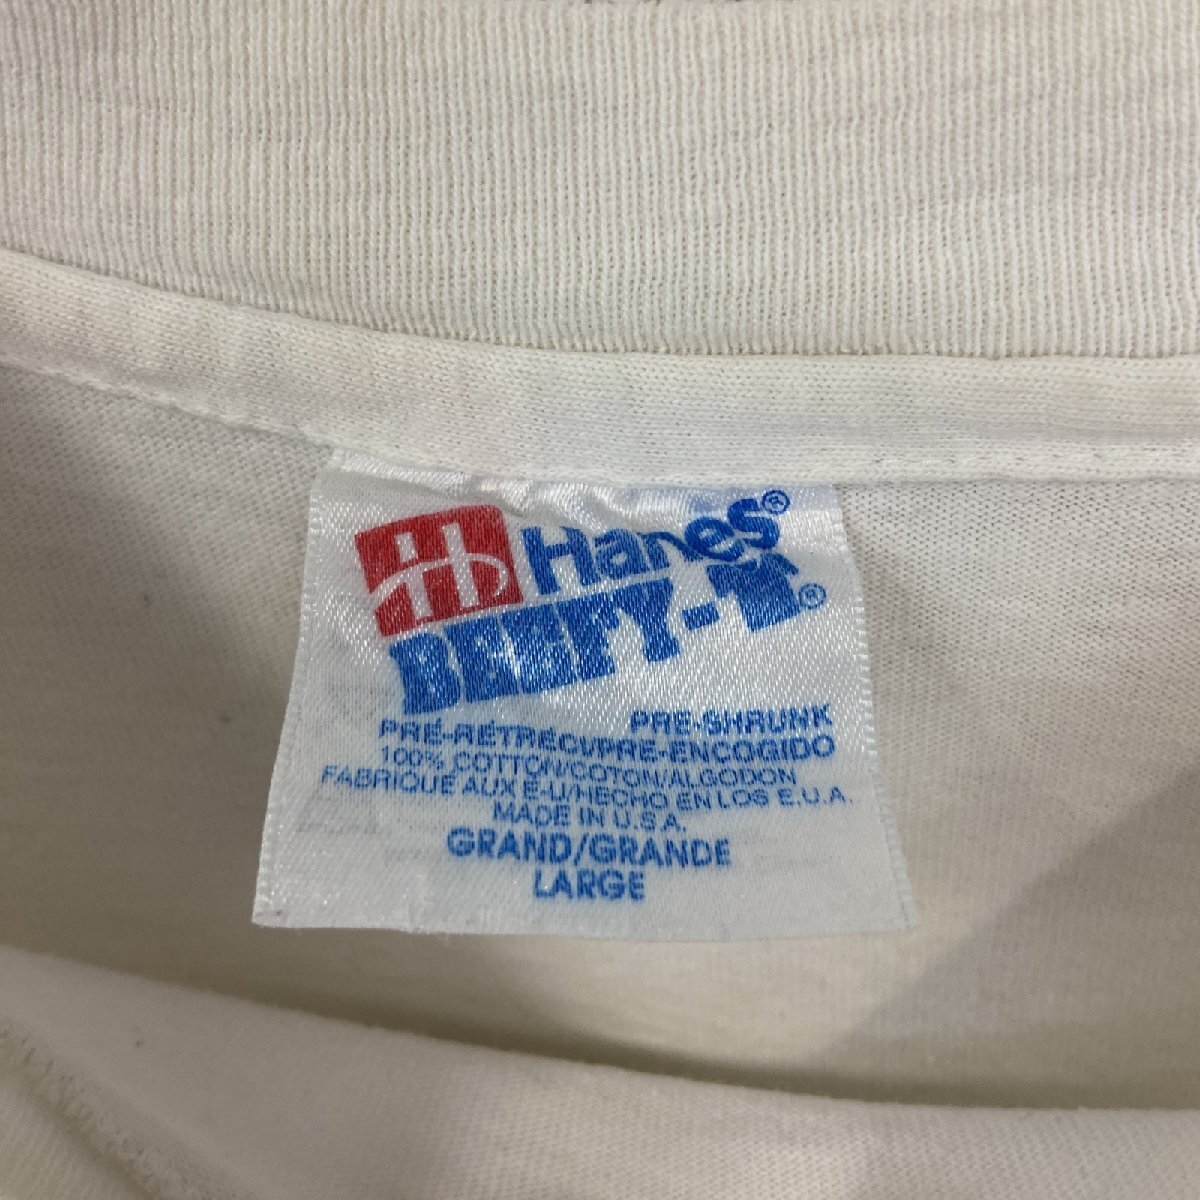 Hanes®
BEEFY-T®
PRE-SHRUNK
PRÉ-RÉTRÉCI/PRE-ENCOGIDO
100% COTTON/COTON/ALGODON
FABRIQUÉ AUX É-U/HECHO EN LOS E.U.A.
MADE IN U.S.A.
GRAND/GRANDE
LARGE